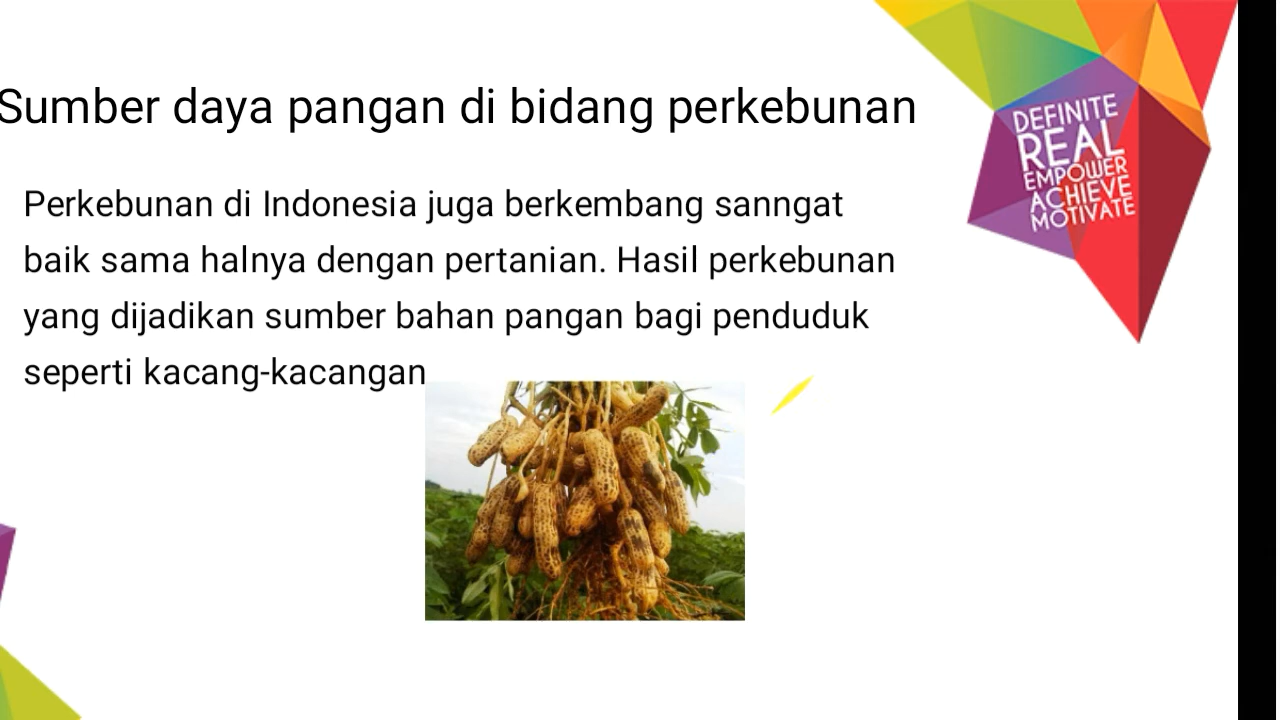 Sumber daya pangan di bidang perkebunan
Perkebunan di Indonesia juga berkembang sanngat
baik sama halnya dengan pertanian. Hasil perkebunan
yang dijadikan sumber bahan pangan bagi penduduk
seperti kacang-kacangan
DEFINITE
REAL
EMPOWER
ACHIEVE
MOTIVATE